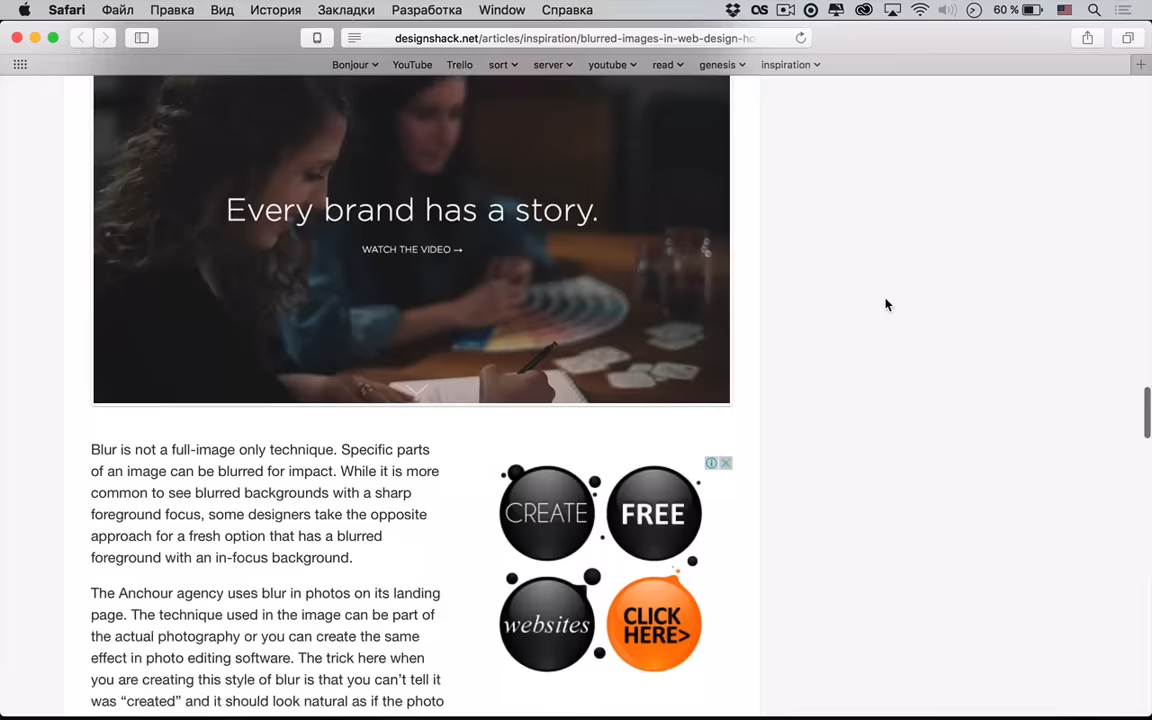 Safari Файл Правка Вид История Закладки Разработка Window Справка 60 %
designshack.net/articles/inspiration/blurred-images-in-web-design-ho
Bonjour YouTube Trello sort server youtube read genesis inspiration
Every brand has a story.
WATCH THE VIDEO →
Blur is not a full-image only technique. Specific parts
of an image can be blurred for impact. While it is more
common to see blurred backgrounds with a sharp
foreground focus, some designers take the opposite
approach for a fresh option that has a blurred
foreground with an in-focus background.
The Anchour agency uses blur in photos on its landing
page. The technique used in the image can be part of
the actual photography or you can create the same
effect in photo editing software. The trick here when
you are creating this style of blur is that you can’t tell it
was “created” and it should look natural as if the photo
CREATE FREE
websites CLICK
HERE>